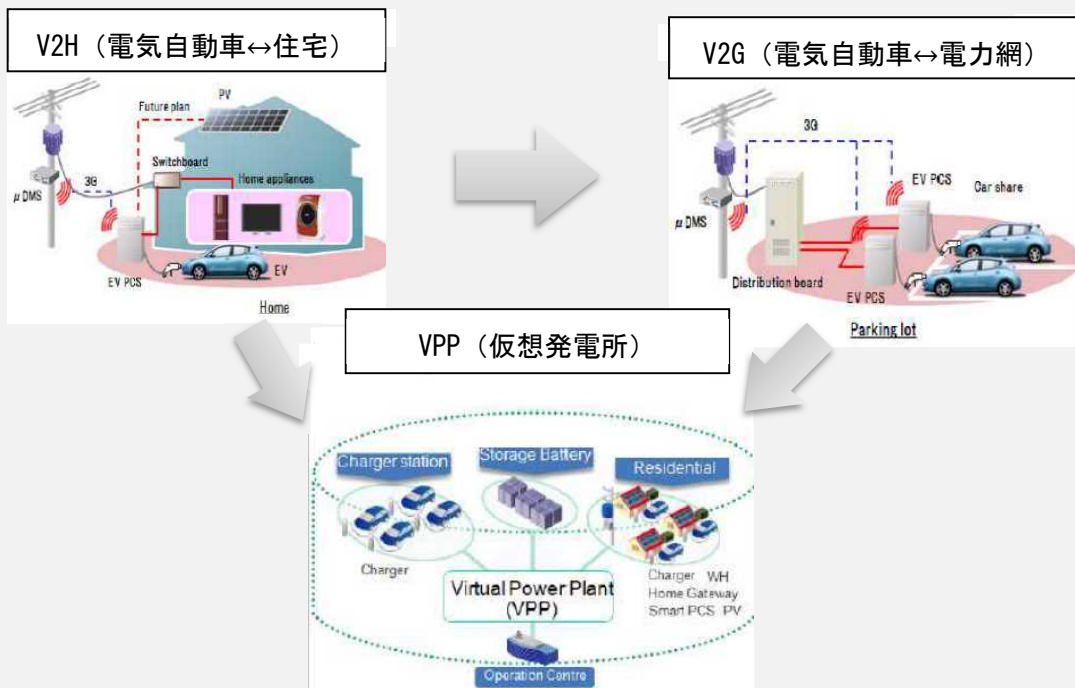 V2H（電気自動車↔住宅）
PV
Future plan
Switchboard
3G
Home appliances
μDMS
EV
EV PCS
Home
V2G（電気自動車↔電力網）
3G
EV PCS
Car share
μDMS
Distribution board
EV PCS
Parking lot
VPP（仮想発電所）
Charger station
Storage Battery
Residential
Charger
Charger WH
Home Gateway
Smart PCS PV
Virtual Power Plant
(VPP)
Operation Centre